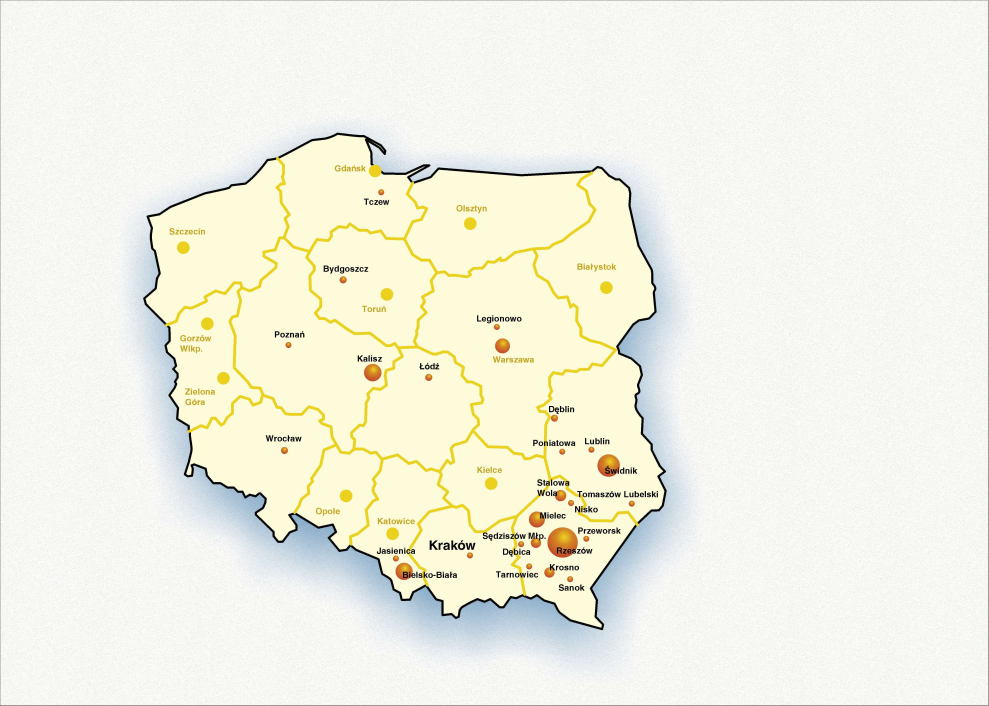 Gdańsk
Tczew
Olsztyn
Szczecin
Bydgoszcz
Białystok
Toruń
Legionowo
Gorzów
Wlkp.
Poznań
Warszawa
Kalisz
Łódź
Zielona
Góra
Dęblin
Wrocław
Poniatowa
Lublin
Świdnik
Kielce
Stalowa
Wola
Tomaszów Lubelski
Nisko
Opole
Katowice
Mielec
Sędziszów Młp.
Przeworsk
Kraków
Jasienica
Dębica
Rzeszów
Bielsko-Biała
Tarnowiec
Krosno
Sanok